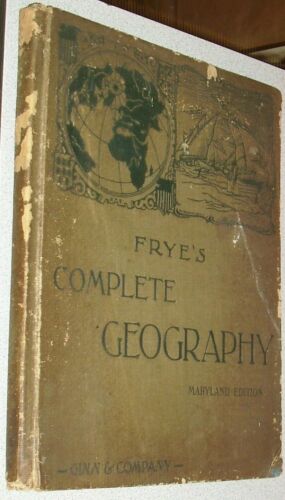 FRYE'S
COMPLETE
GEOGRAPHY
MARYLAND EDITION
- GINN & COMPANY -